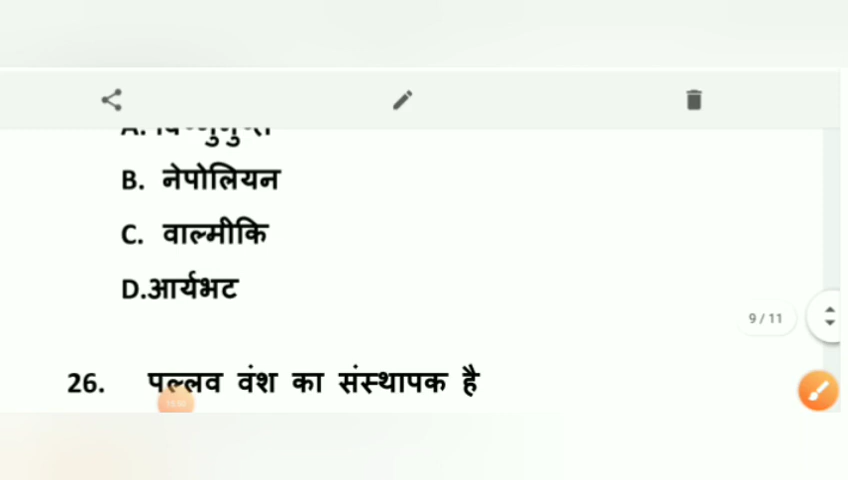 B. नेपोलियन
C. वाल्मीकि
D.आर्यभट
9 / 11
26. पल्लव वंश का संस्थापक है